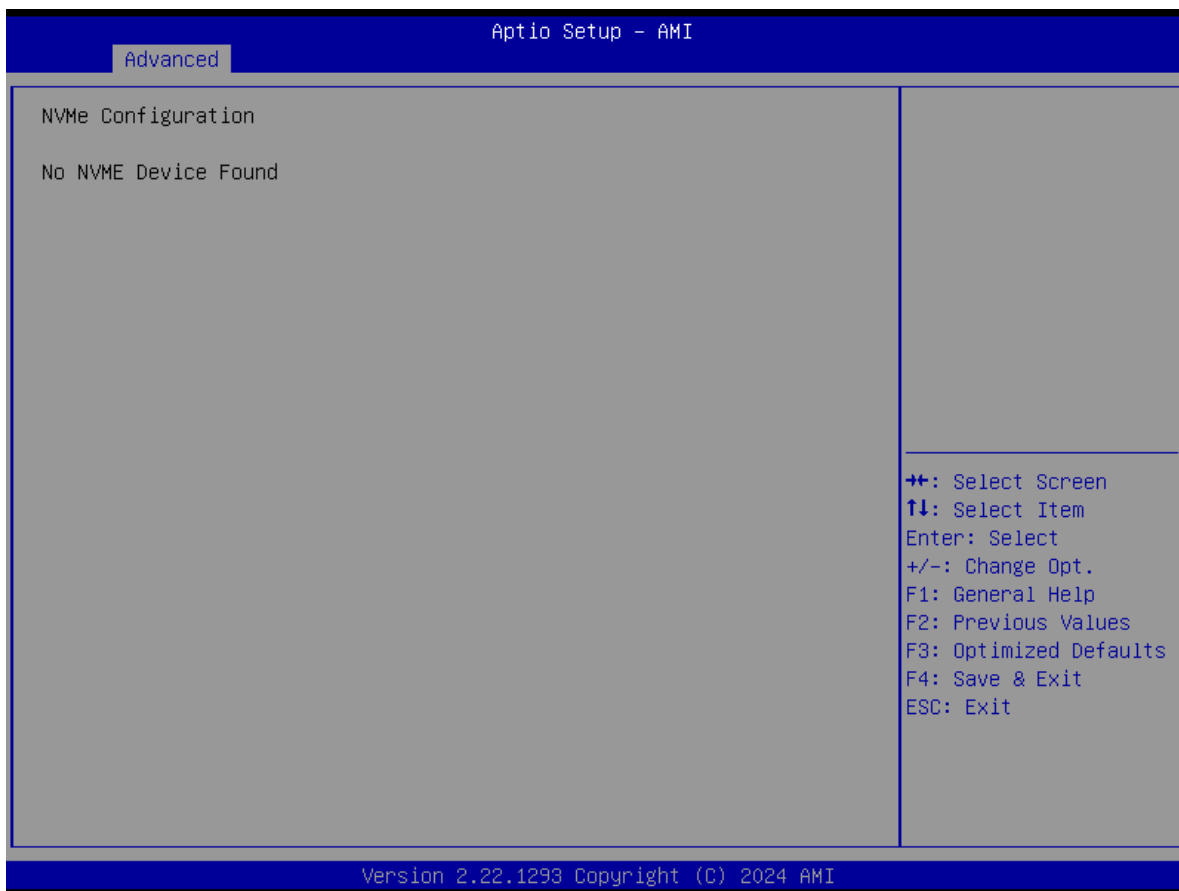 Aptio Setup – AMI
Advanced
NVMe Configuration
No NVME Device Found
→←: Select Screen
↑↓: Select Item
Enter: Select
+/-: Change Opt.
F1: General Help
F2: Previous Values
F3: Optimized Defaults
F4: Save & Exit
ESC: Exit
Version 2.22.1293 Copyright (C) 2024 AMI